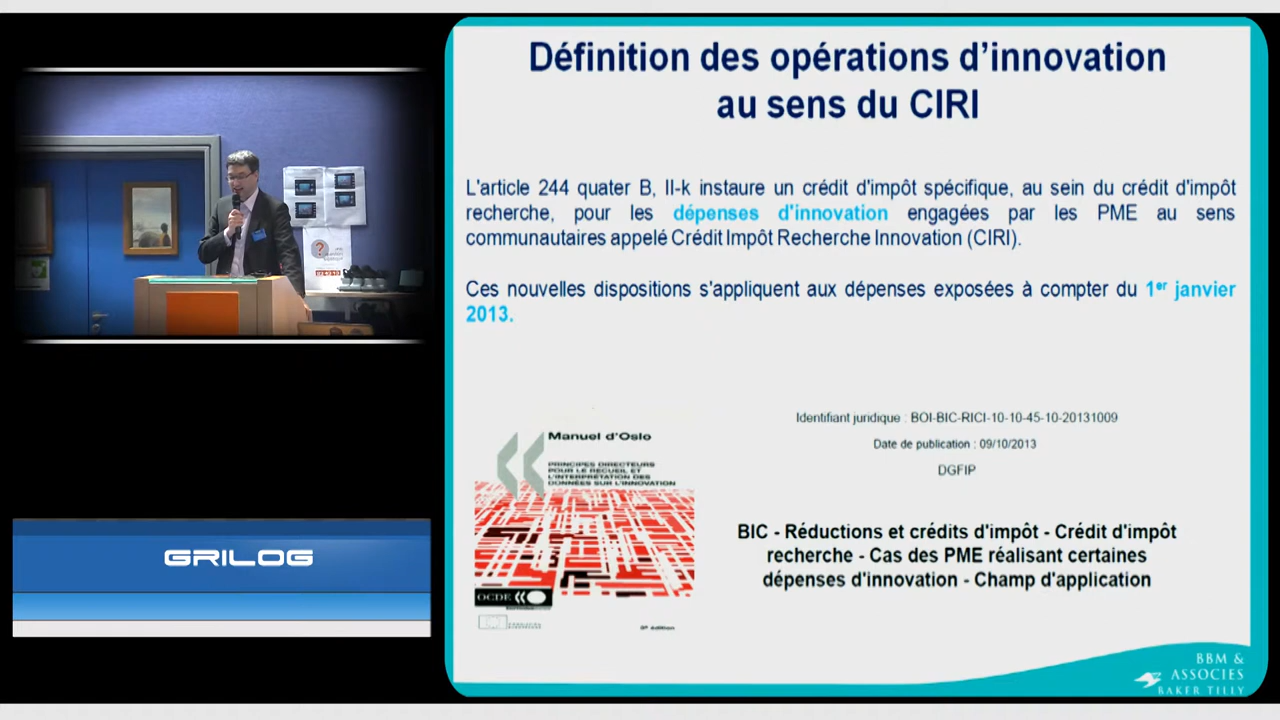 Définition des opérations d’innovation
au sens du CIRI
L'article 244 quater B, II-k instaure un crédit d'impôt spécifique, au sein du crédit d'impôt
recherche, pour les dépenses d'innovation engagées par les PME au sens
communautaires appelé Crédit Impôt Recherche Innovation (CIRI).
Ces nouvelles dispositions s'appliquent aux dépenses exposées à compter du 1er janvier
2013.
Identifiant juridique : BOI-BIC-RICI-10-10-45-10-20131009
Date de publication : 09/10/2013
DGFIP
Manuel d'Oslo
PRINCIPES DIRECTEURS
POUR LE RECUEIL ET
L'INTERPRÉTATION DES
DONNÉES SUR L'INNOVATION
OCDE
3e édition
BIC - Réductions et crédits d'impôt - Crédit d'impôt
recherche - Cas des PME réalisant certaines
dépenses d'innovation - Champ d'application
GRILOG
BBM &
ASSOCIES
BAKER TILLY